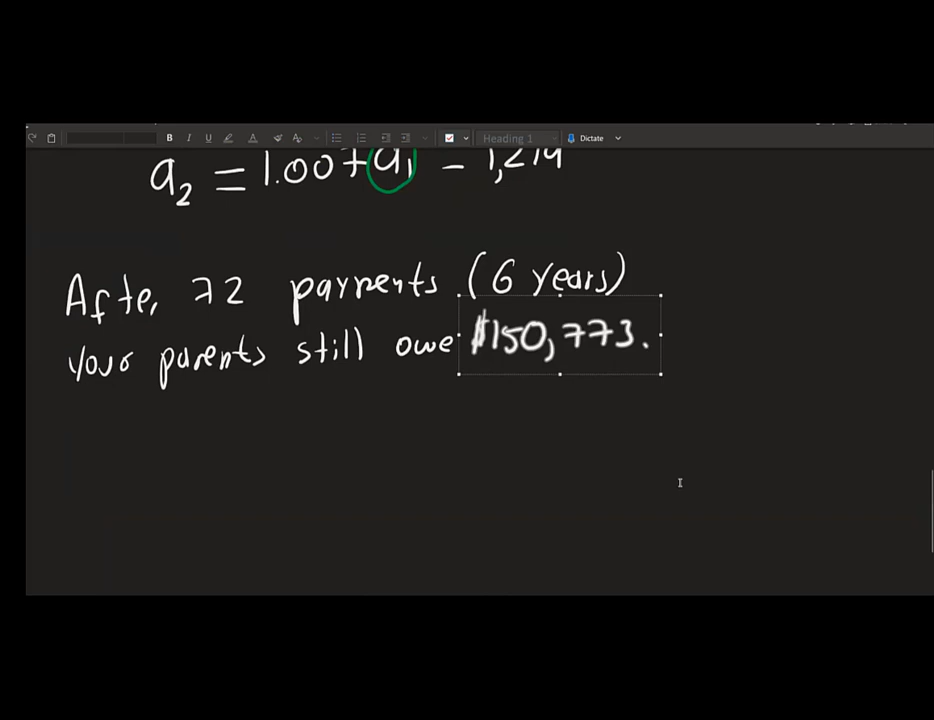 B I U A Heading 1 Dictate
a₂ = 1.007 a₁ - 1,214
After 72 payments (6 years)
your parents still owe $150,773.